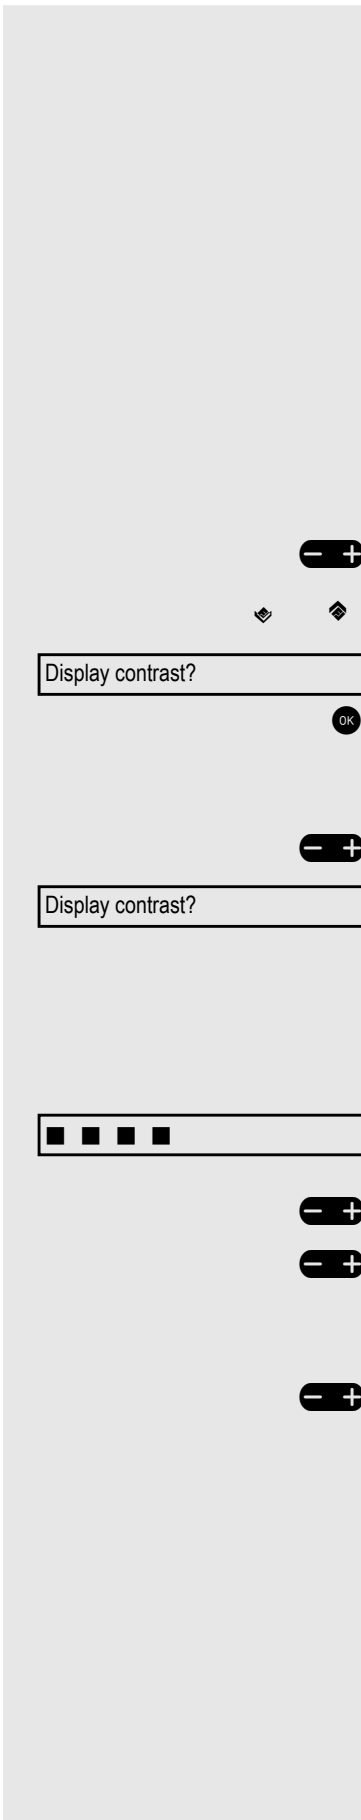 − +
Display contrast?
OK
− +
Display contrast?
− +
− +
− +